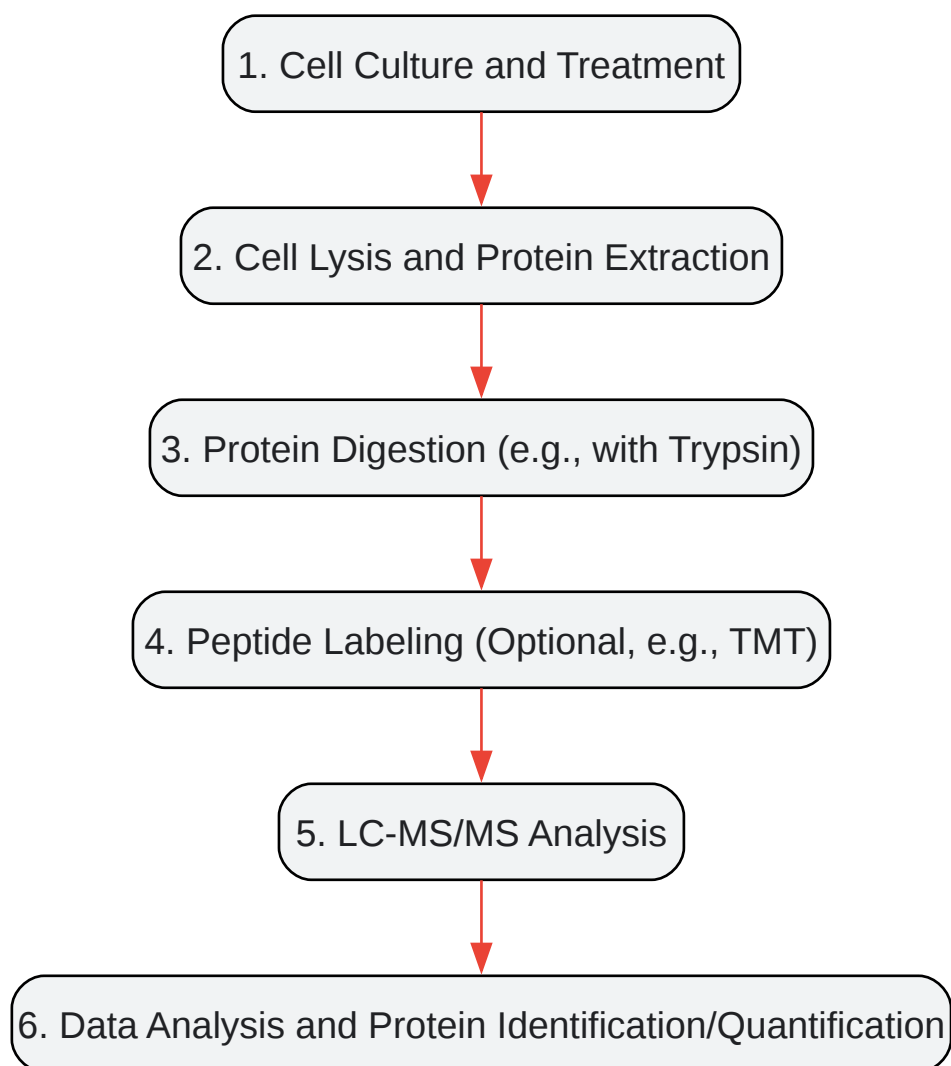 1. Cell Culture and Treatment
2. Cell Lysis and Protein Extraction
3. Protein Digestion (e.g., with Trypsin)
4. Peptide Labeling (Optional, e.g., TMT)
5. LC-MS/MS Analysis
6. Data Analysis and Protein Identification/Quantification